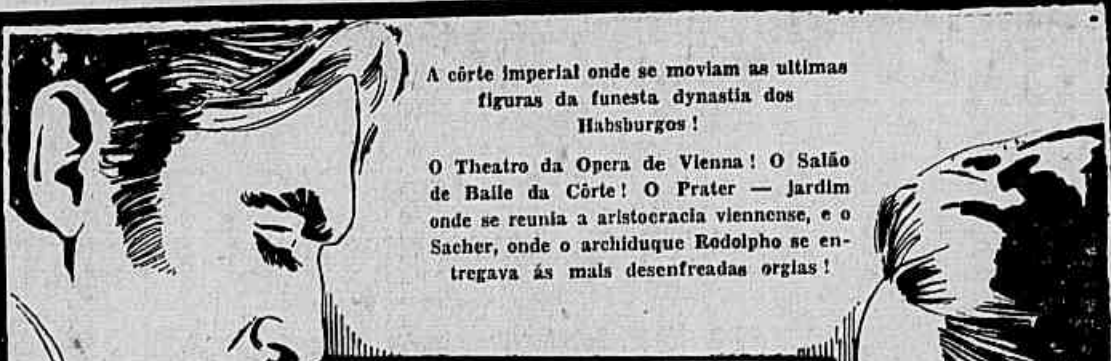 A côrte imperial onde se moviam as ultimas
figuras da funesta dynastia dos
Habsburgos !
O Theatro da Opera de Vienna ! O Salão
de Baile da Côrte ! O Prater — jardim
onde se reunia a aristocracia viennense, e o
Sacher, onde o archiduque Rodolpho se en-
tregava ás mais desenfreadas orgias !